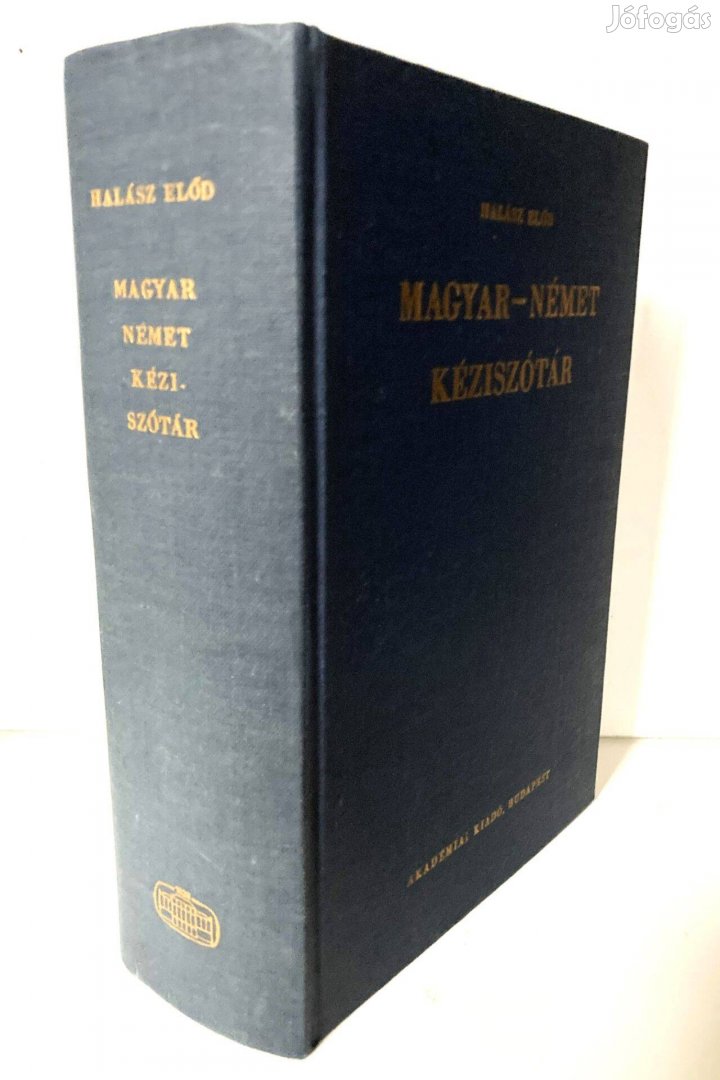 Jófogás
HALÁSZ ELŐD
MAGYAR
NÉMET
KÉZI-
SZÓTÁR
HALÁSZ ELŐD
MAGYAR–NÉMET
KÉZISZÓTÁR
AKADÉMIAI KIADÓ, BUDAPEST